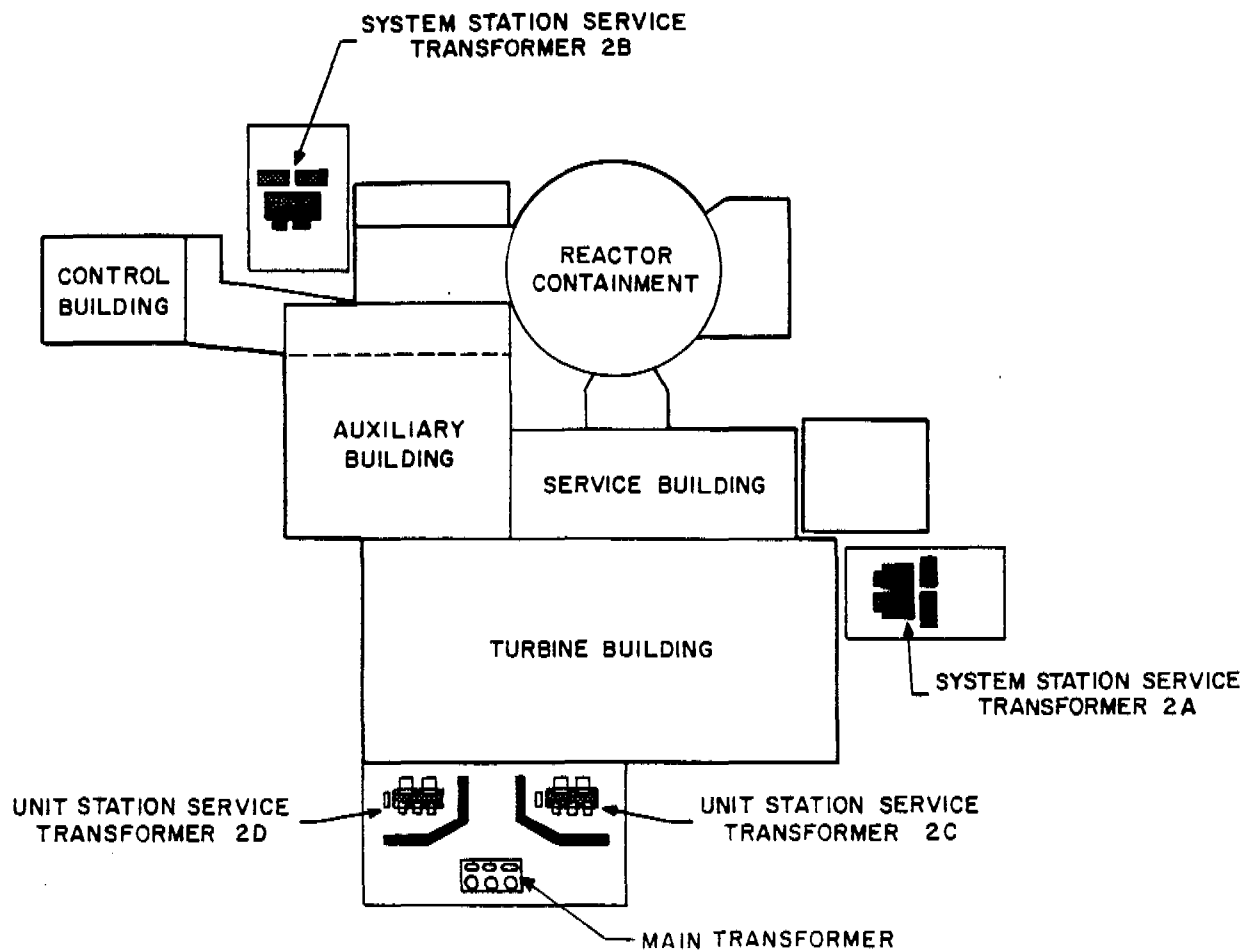 SYSTEM STATION SERVICE
TRANSFORMER 2B
REACTOR
CONTAINMENT
CONTROL
BUILDING
AUXILIARY
BUILDING
SERVICE BUILDING
TURBINE BUILDING
SYSTEM STATION SERVICE
TRANSFORMER 2A
UNIT STATION SERVICE
TRANSFORMER 2D
UNIT STATION SERVICE
TRANSFORMER 2C
MAIN TRANSFORMER